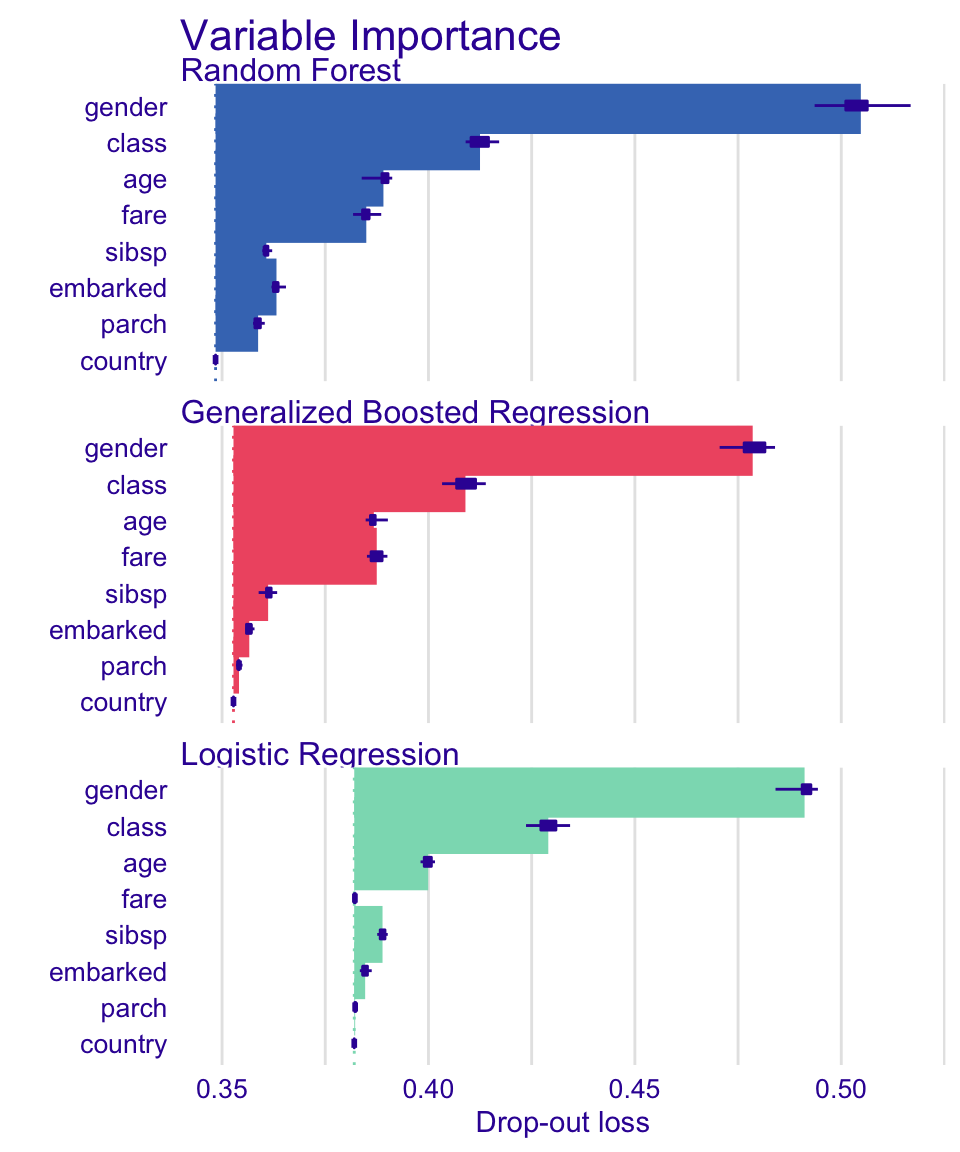 Variable Importance
Random Forest
gender
class
age
fare
sibsp
embarked
parch
country
Generalized Boosted Regression
gender
class
age
fare
sibsp
embarked
parch
country
Logistic Regression
gender
class
age
fare
sibsp
embarked
parch
country
0.35 0.40 0.45 0.50
Drop-out loss